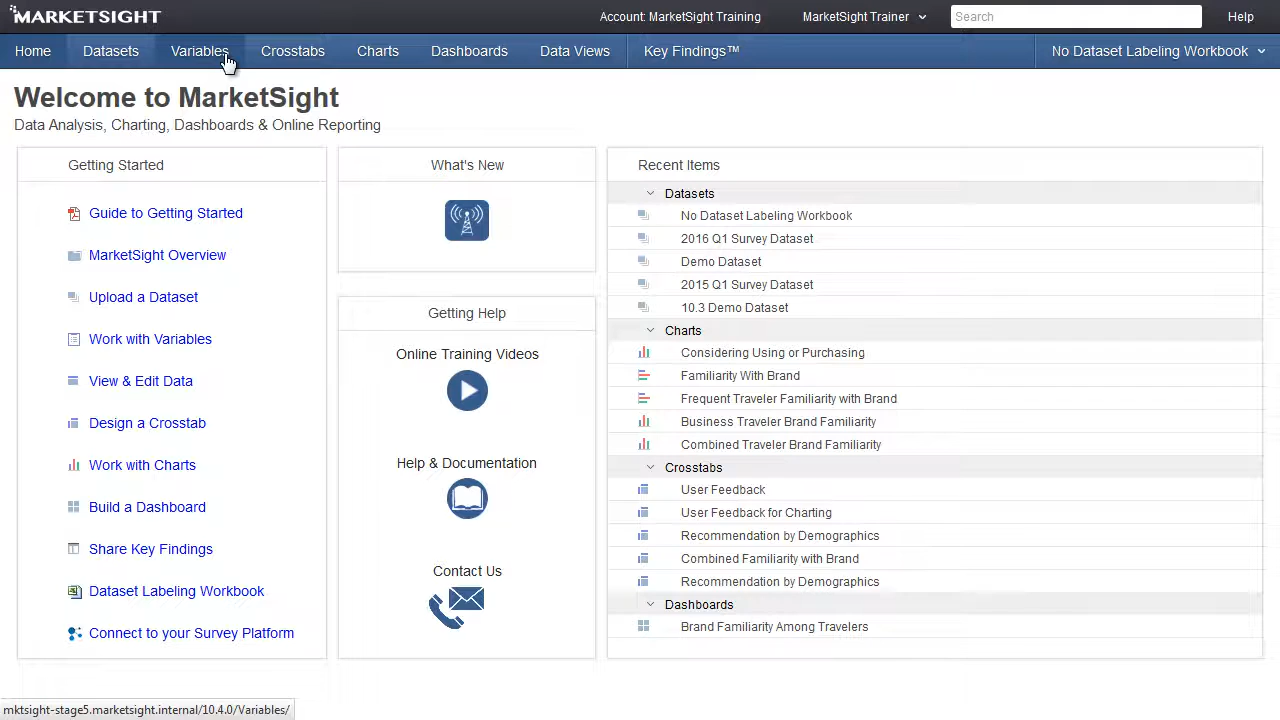 MARKETSIGHT
Account: MarketSight Training
MarketSight Trainer
Search
Help
Home
Datasets
Variables
Crosstabs
Charts
Dashboards
Data Views
Key Findings™
No Dataset Labeling Workbook
Welcome to MarketSight
Data Analysis, Charting, Dashboards & Online Reporting
Getting Started
Guide to Getting Started
MarketSight Overview
Upload a Dataset
Work with Variables
View & Edit Data
Design a Crosstab
Work with Charts
Build a Dashboard
Share Key Findings
Dataset Labeling Workbook
Connect to your Survey Platform
What's New
Getting Help
Online Training Videos
Help & Documentation
Contact Us
Recent Items
Datasets
No Dataset Labeling Workbook
2016 Q1 Survey Dataset
Demo Dataset
2015 Q1 Survey Dataset
10.3 Demo Dataset
Charts
Considering Using or Purchasing
Familiarity With Brand
Frequent Traveler Familiarity with Brand
Business Traveler Brand Familiarity
Combined Traveler Brand Familiarity
Crosstabs
User Feedback
User Feedback for Charting
Recommendation by Demographics
Combined Familiarity with Brand
Recommendation by Demographics
Dashboards
Brand Familiarity Among Travelers
mktsight-stage5.marketsight.internal/10.4.0/Variables/